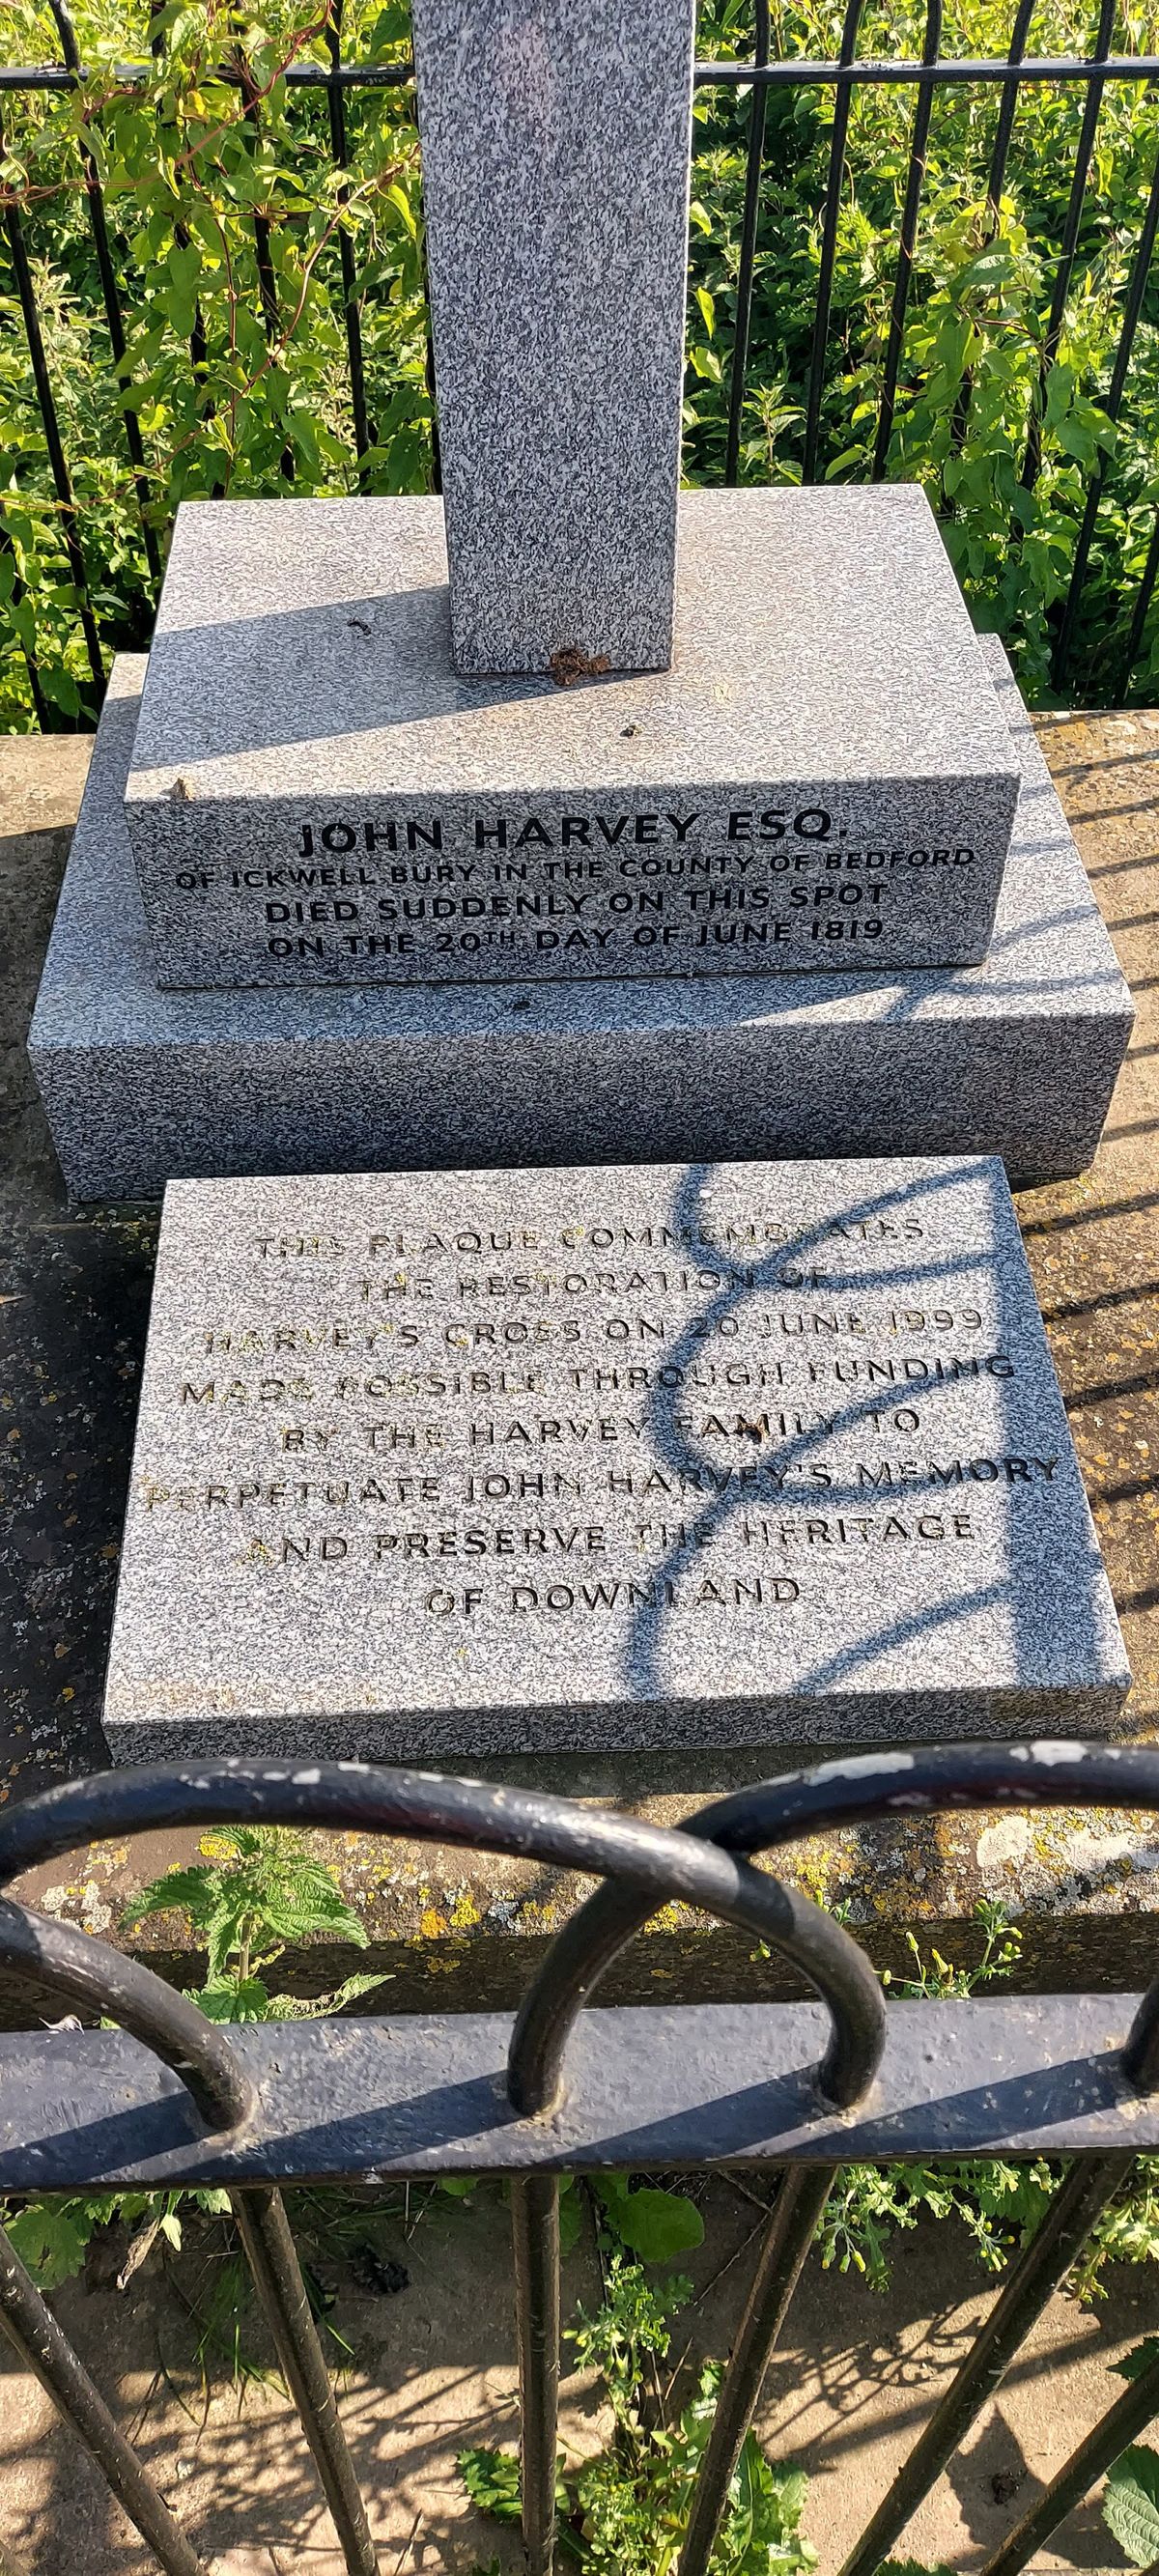 JOHN HARVEY ESQ.
OF ICKWELL BURY IN THE COUNTY OF BEDFORD
DIED SUDDENLY ON THIS SPOT
ON THE 20TH DAY OF JUNE 1819
THIS PLAQUE COMMEMORATES
THE RESTORATION OF
HARVEY'S CROSS ON 20 JUNE 1999
MADE POSSIBLE THROUGH FUNDING
BY THE HARVEY FAMILY TO
PERPETUATE JOHN HARVEY'S MEMORY
AND PRESERVE THE HERITAGE
OF DOWNLAND